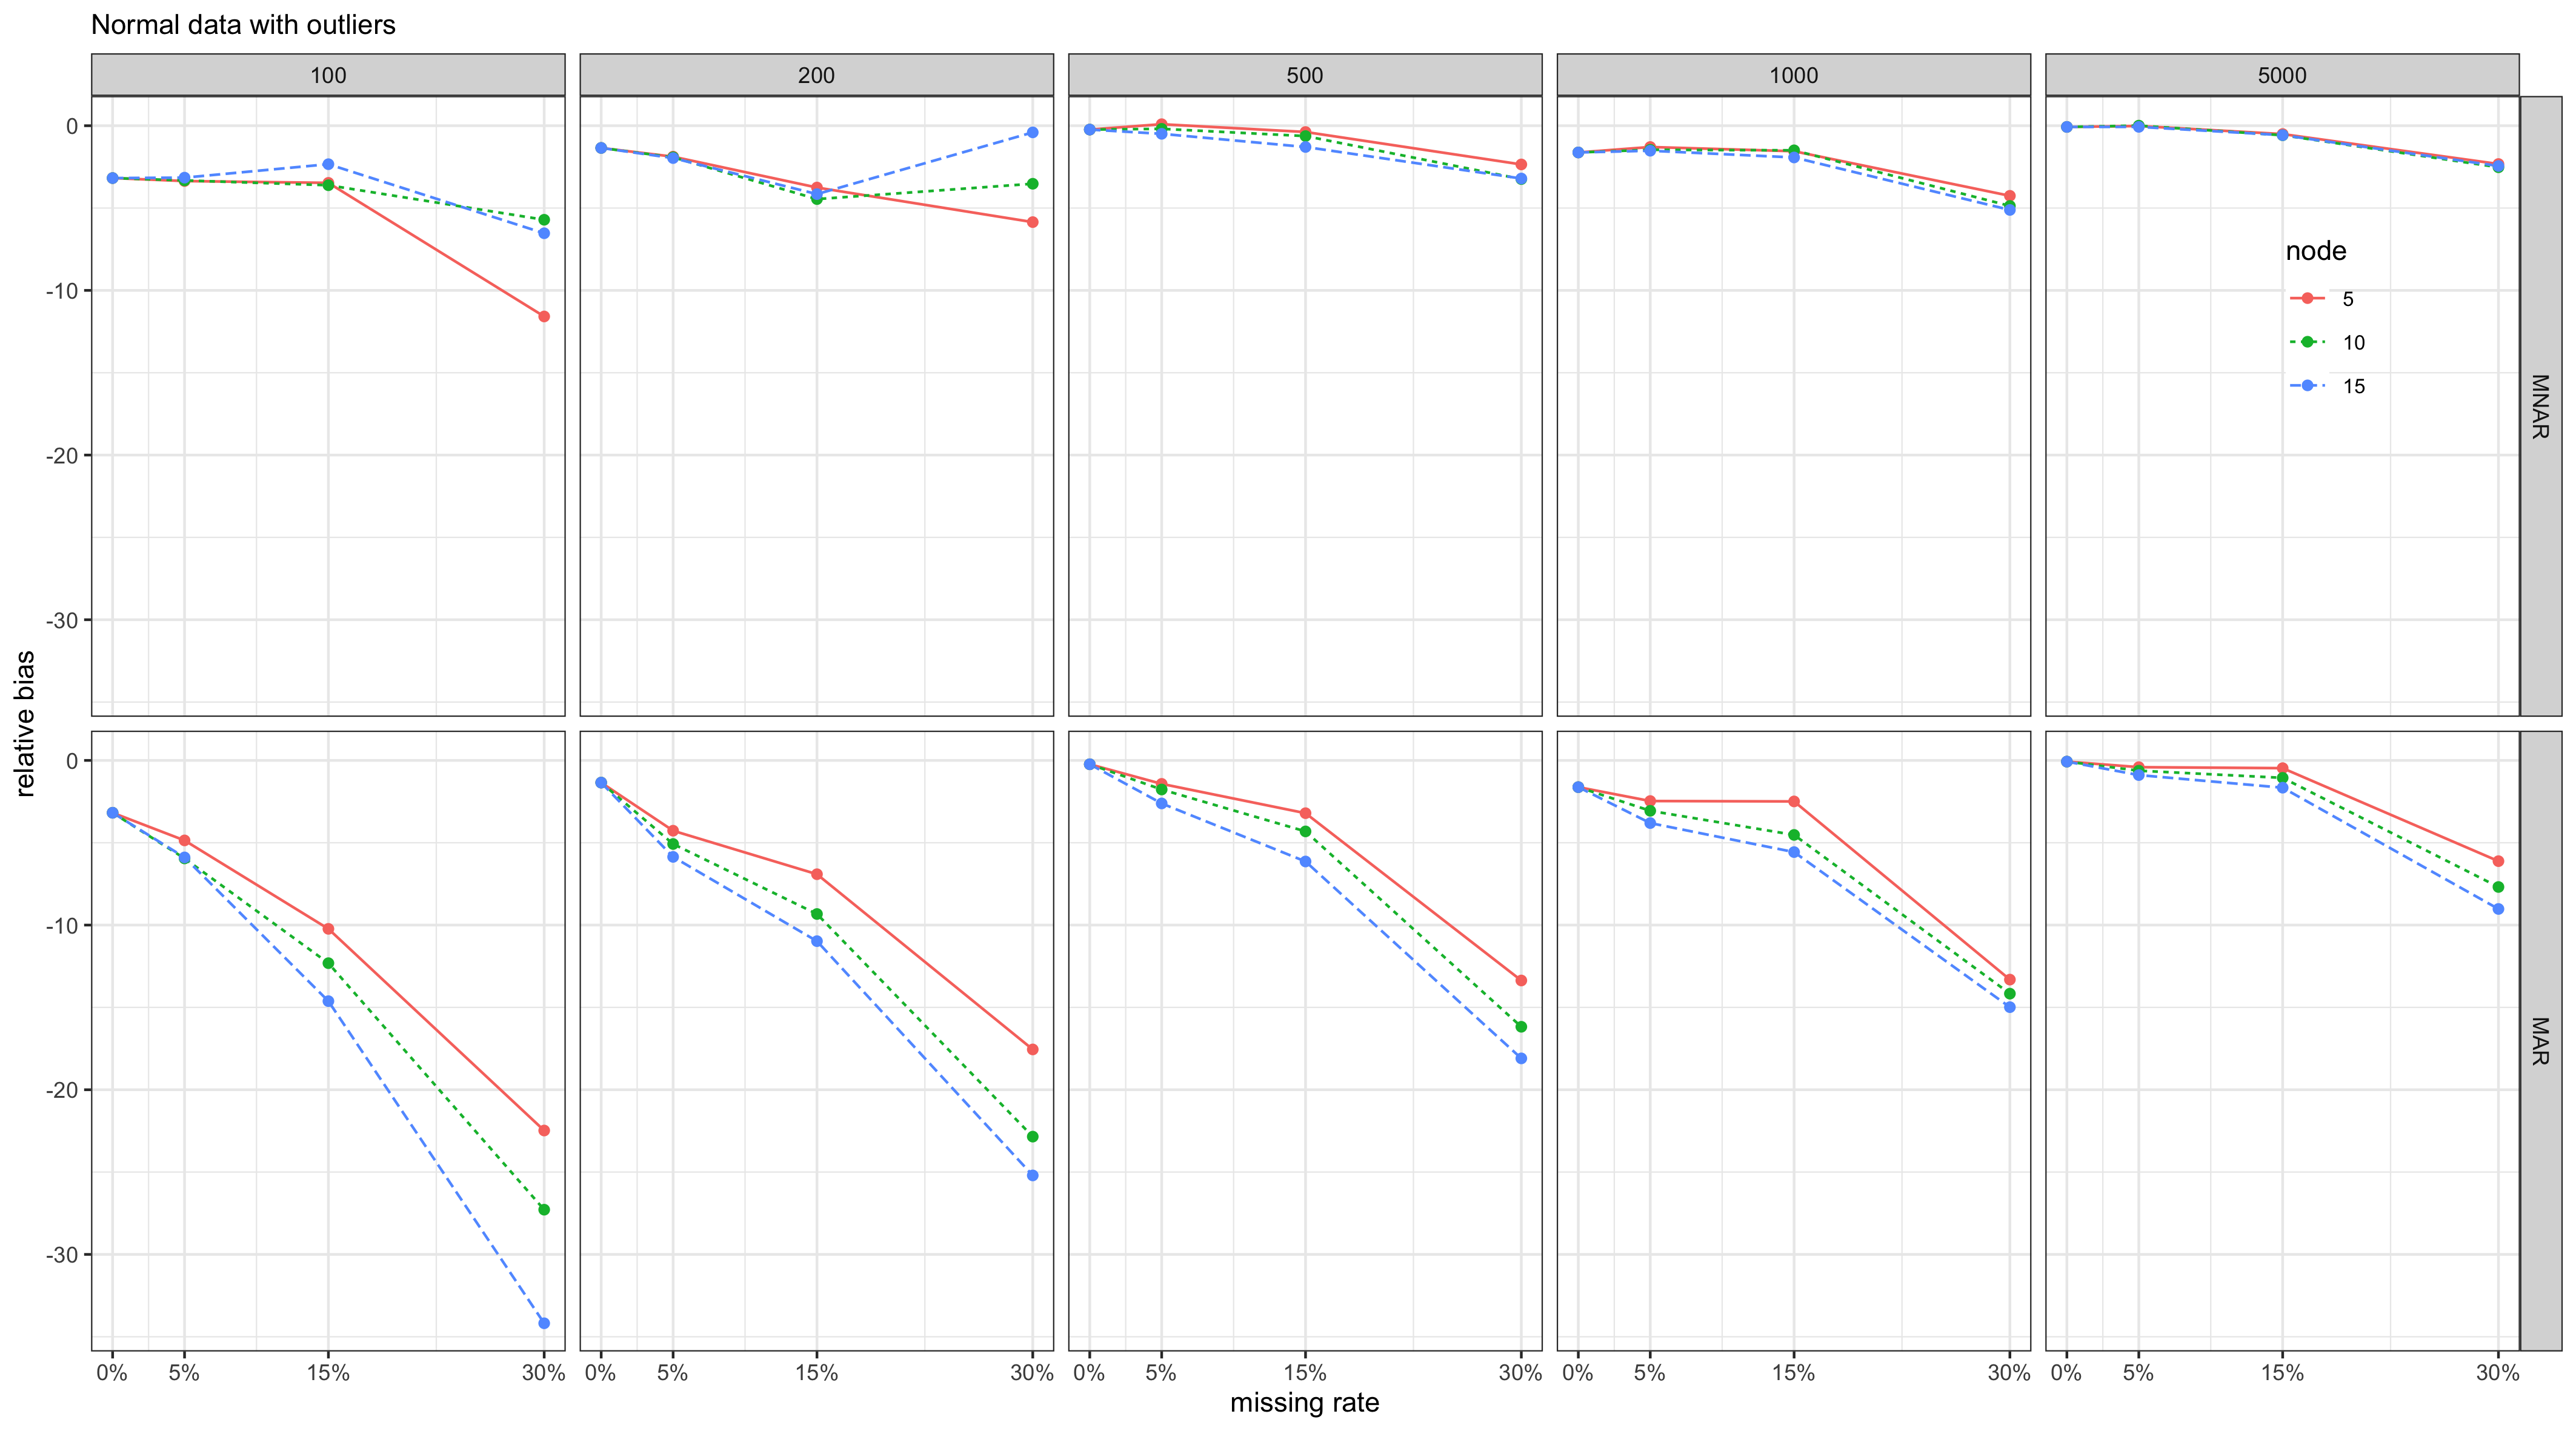 Normal data with outliers
100
200
500
1000
5000
0
-10
-20
-30
MNAR
node
5
10
15
relative bias
0
-10
-20
-30
MAR
0% 5% 15% 30%
0% 5% 15% 30%
0% 5% 15% 30%
0% 5% 15% 30%
0% 5% 15% 30%
missing rate